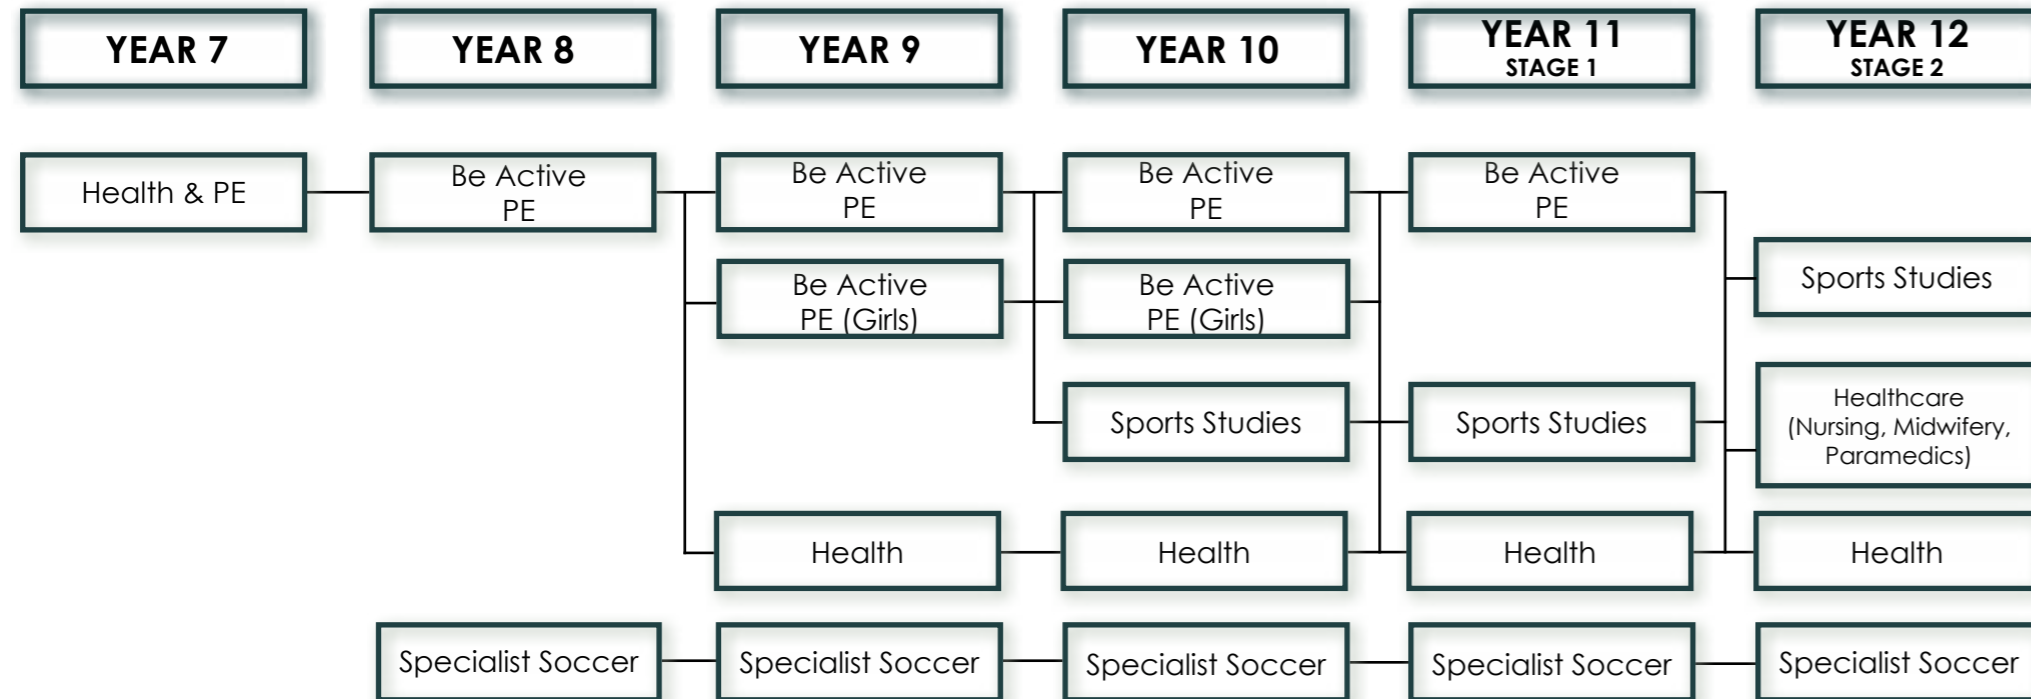 YEAR 7
YEAR 8
YEAR 9
YEAR 10
YEAR 11
STAGE 1
YEAR 12
STAGE 2
Health & PE
Be Active
PE
Be Active
PE
Be Active
PE
Be Active
PE
Be Active
PE (Girls)
Be Active
PE (Girls)
Sports Studies
Sports Studies
Sports Studies
Healthcare
(Nursing, Midwifery,
Paramedics)
Health
Health
Health
Health
Specialist Soccer
Specialist Soccer
Specialist Soccer
Specialist Soccer
Specialist Soccer